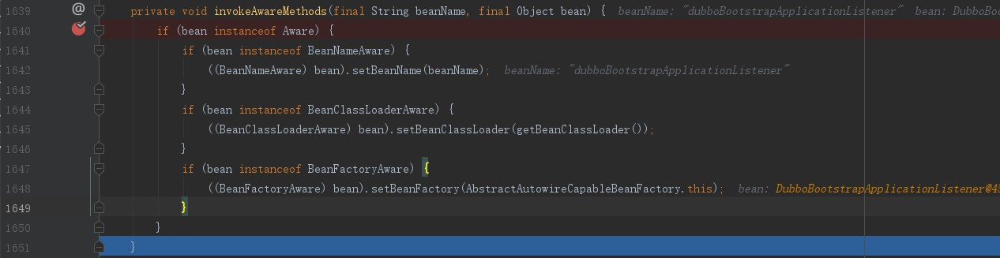 1639 @ private void invokeAwareMethods(final String beanName, final Object bean) { beanName: "dubboBootstrapApplicationListener" bean: DubboBoo
1640 if (bean instanceof Aware) {
1641 if (bean instanceof BeanNameAware) {
1642 ((BeanNameAware) bean).setBeanName(beanName); beanName: "dubboBootstrapApplicationListener"
1643 }
1644 if (bean instanceof BeanClassLoaderAware) {
1645 ((BeanClassLoaderAware) bean).setBeanClassLoader(getBeanClassLoader());
1646 }
1647 if (bean instanceof BeanFactoryAware) {
1648 ((BeanFactoryAware) bean).setBeanFactory(AbstractAutowireCapableBeanFactory.this); bean: DubboBootstrapApplicationListener@45
1649 }
1650 }
1651 }